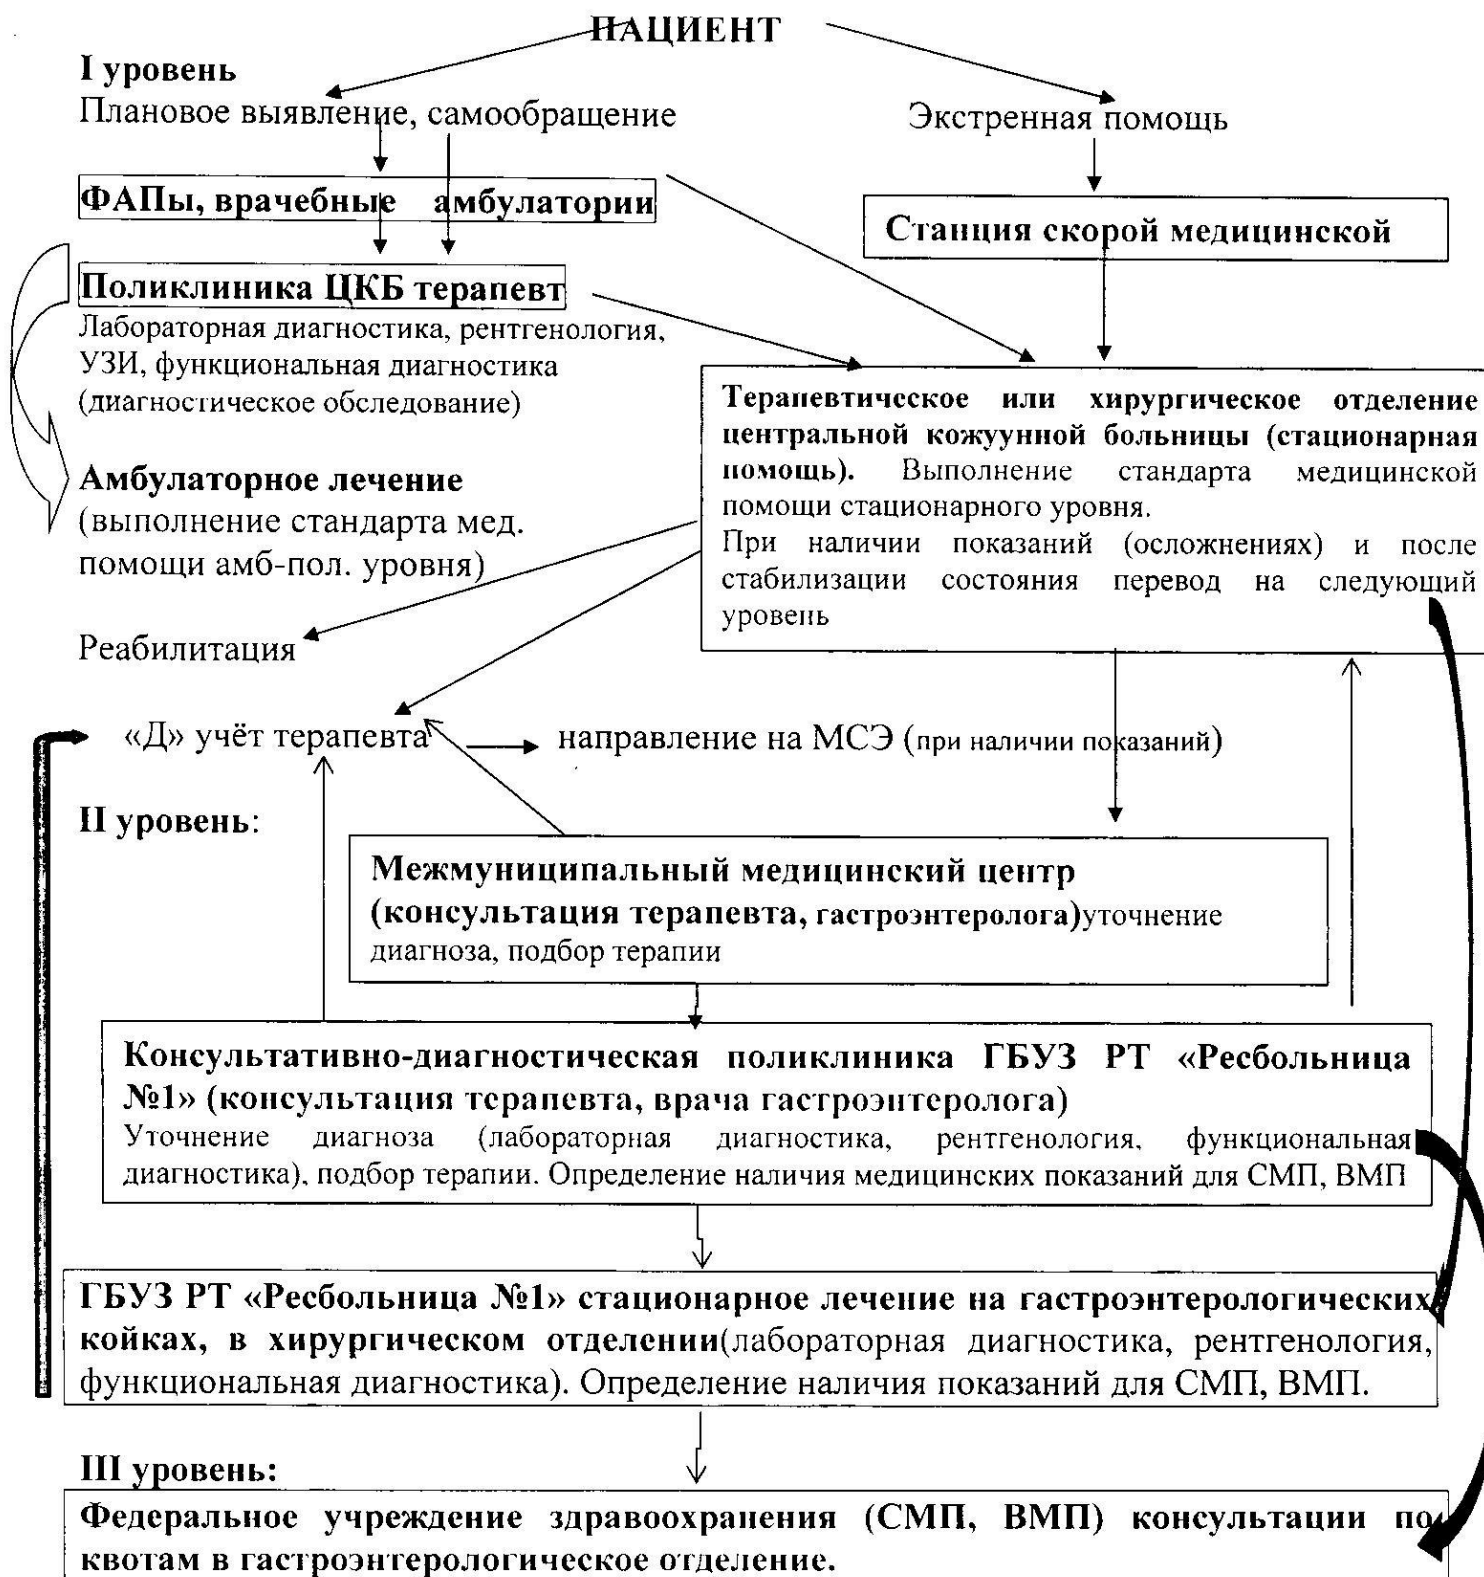 ПАЦИЕНТ
I уровень
Плановое выявление, самообращение
Экстренная помощь
ФАПы, врачебные амбулатории
Станция скорой медицинской
Поликлиника ЦКБ терапевт
Лабораторная диагностика, рентгенология,
УЗИ, функциональная диагностика
(диагностическое обследование)
Терапевтическое или хирургическое отделение
центральной кожуунной больницы (стационарная
помощь). Выполнение стандарта медицинской
помощи стационарного уровня.
При наличии показаний (осложнениях) и после
стабилизации состояния перевод на следующий
уровень
Амбулаторное лечение
(выполнение стандарта мед.
помощи амб-пол. уровня)
Реабилитация
«Д» учёт терапевта
направление на МСЭ (при наличии показаний)
II уровень:
Межмуниципальный медицинский центр
(консультация терапевта, гастроэнтеролога)уточнение
диагноза, подбор терапии
Консультативно-диагностическая поликлиника ГБУЗ РТ «Ресбольница
№1» (консультация терапевта, врача гастроэнтеролога)
Уточнение диагноза (лабораторная диагностика, рентгенология, функциональная
диагностика), подбор терапии. Определение наличия медицинских показаний для СМП, ВМП
ГБУЗ РТ «Ресбольница №1» стационарное лечение на гастроэнтерологических
койках, в хирургическом отделении(лабораторная диагностика, рентгенология,
функциональная диагностика). Определение наличия показаний для СМП, ВМП.
III уровень:
Федеральное учреждение здравоохранения (СМП, ВМП) консультации по
квотам в гастроэнтерологическое отделение.